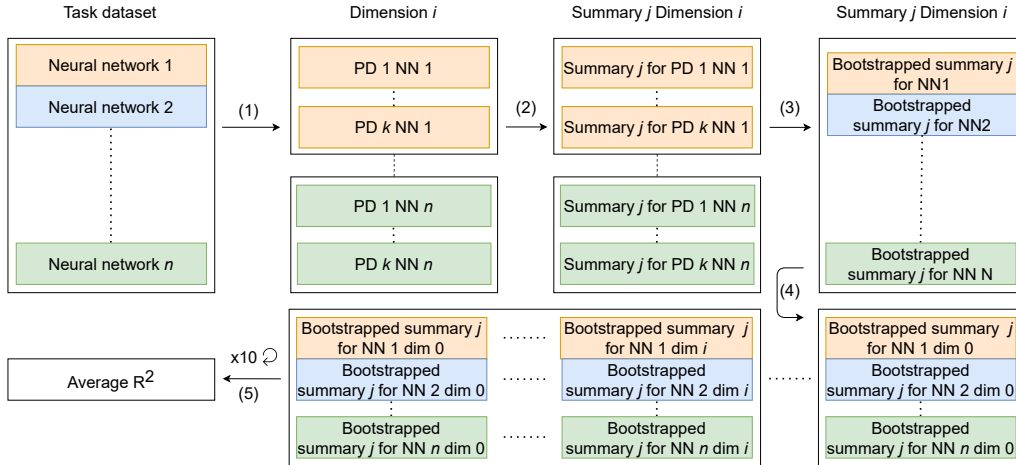 Task dataset
Dimension i
Summary j Dimension i
Summary j Dimension i
Neural network 1
Neural network 2
Neural network n
(1)
PD 1 NN 1
PD k NN 1
PD 1 NN n
PD k NN n
(2)
Summary j for PD 1 NN 1
Summary j for PD k NN 1
Summary j for PD 1 NN n
Summary j for PD k NN n
(3)
Bootstrapped summary j
for NN1
Bootstrapped
summary j for NN2
Bootstrapped
summary j for NN N
(4)
Bootstrapped summary j
for NN 1 dim 0
Bootstrapped
summary j for NN 2 dim 0
Bootstrapped
summary j for NN n dim 0
Bootstrapped summary j
for NN 1 dim i
Bootstrapped
summary j for NN 2 dim i
Bootstrapped
summary j for NN n dim i
Bootstrapped summary j
for NN 1 dim 0
Bootstrapped
summary j for NN 2 dim 0
Bootstrapped
summary j for NN n dim 0
x10
(5)
Average R²